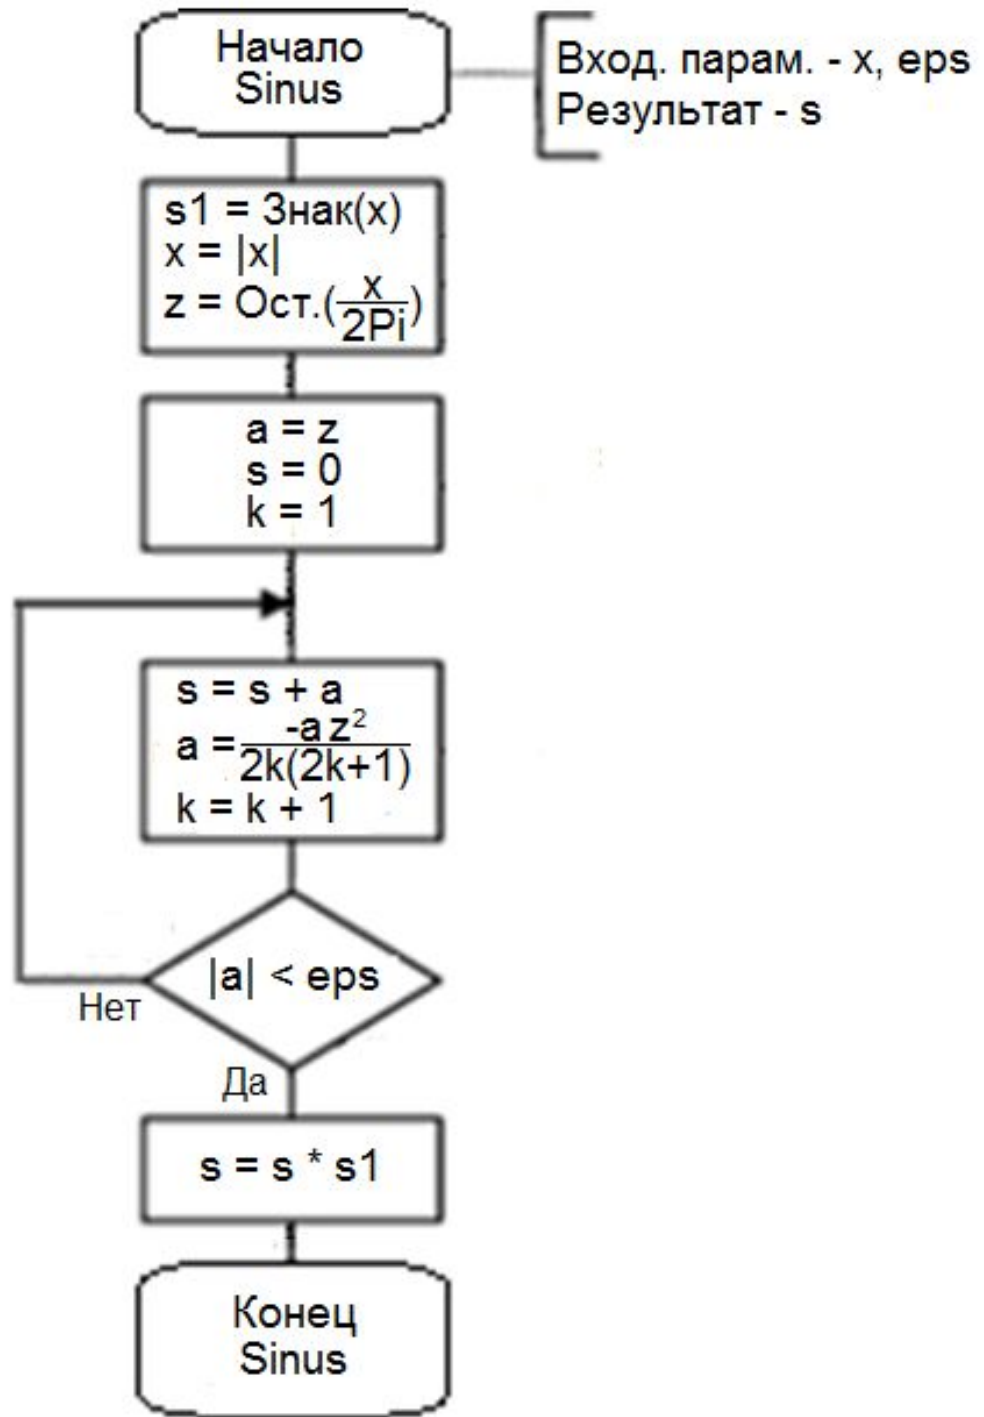 Начало
Sinus
Вход. парам. - x, eps
Результат - s
s1 = Знак(x)
x = |x|
z = Ост.(x/2Pi)
a = z
s = 0
k = 1
s = s + a
a = -az²/2k(2k+1)
k = k + 1
|a| < eps
Нет
Да
s = s * s1
Конец
Sinus